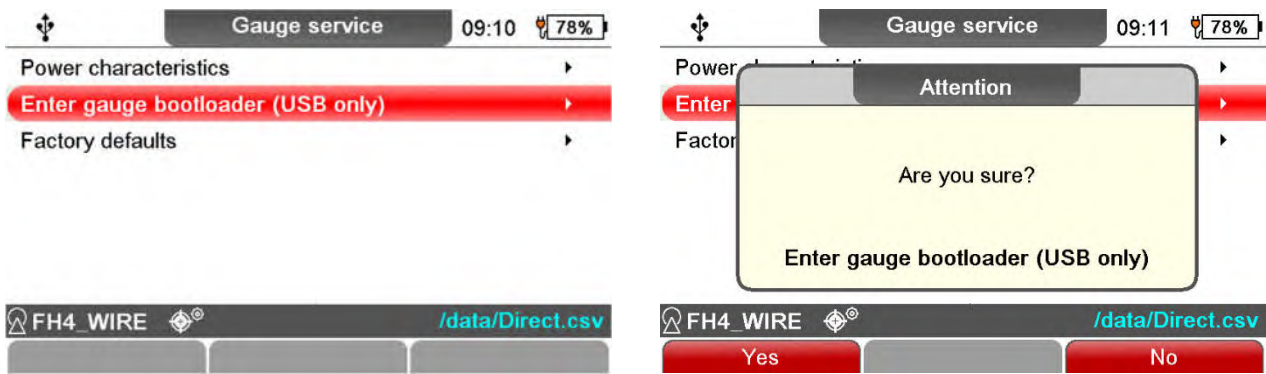 Gauge service 09:10 78%
Power characteristics
Enter gauge bootloader (USB only)
Factory defaults
FH4_WIRE /data/Direct.csv
Gauge service 09:11 78%
Power
Enter
Factor
Attention
Are you sure?
Enter gauge bootloader (USB only)
FH4_WIRE /data/Direct.csv
Yes No